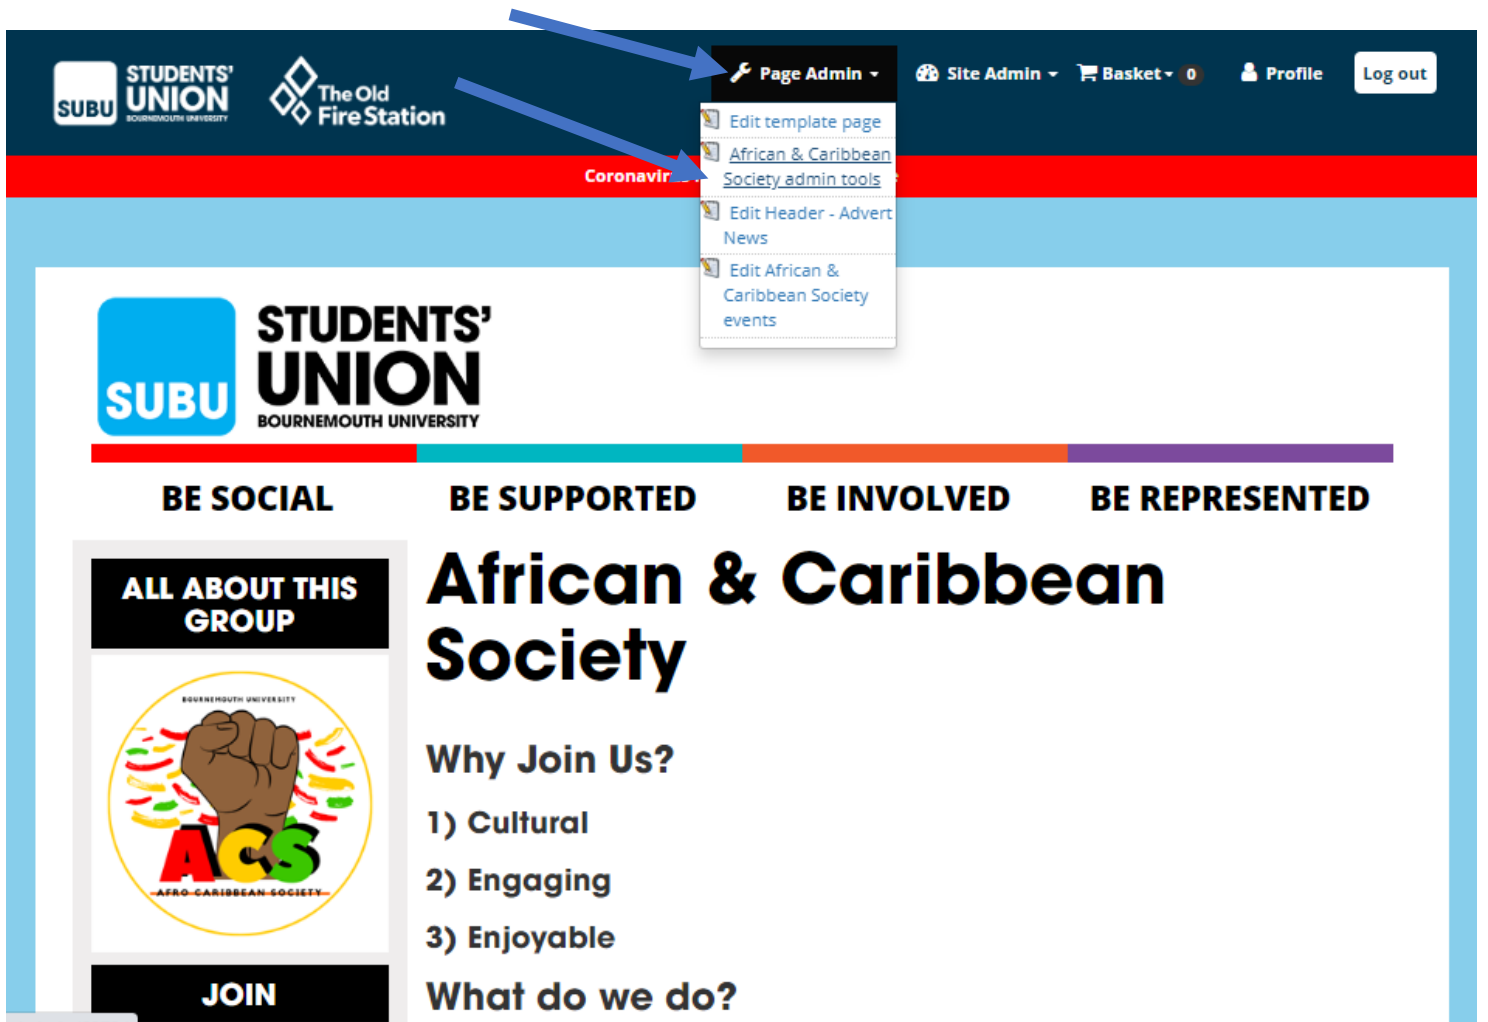 SUBU
STUDENTS'
UNION
BOURNEMOUTH UNIVERSITY
The Old
Fire Station
Page Admin
Site Admin
Basket
0
Profile
Log out
Edit template page
African & Caribbean
Society admin tools
Edit Header - Advert
News
Edit African &
Caribbean Society
events
SUBU
STUDENTS'
UNION
BOURNEMOUTH UNIVERSITY
BE SOCIAL
BE SUPPORTED
BE INVOLVED
BE REPRESENTED
ALL ABOUT THIS
GROUP
BOURNEMOUTH UNIVERSITY
ACS
AFRO CARIBBEAN SOCIETY
JOIN
African & Caribbean
Society
Why Join Us?
1) Cultural
2) Engaging
3) Enjoyable
What do we do?